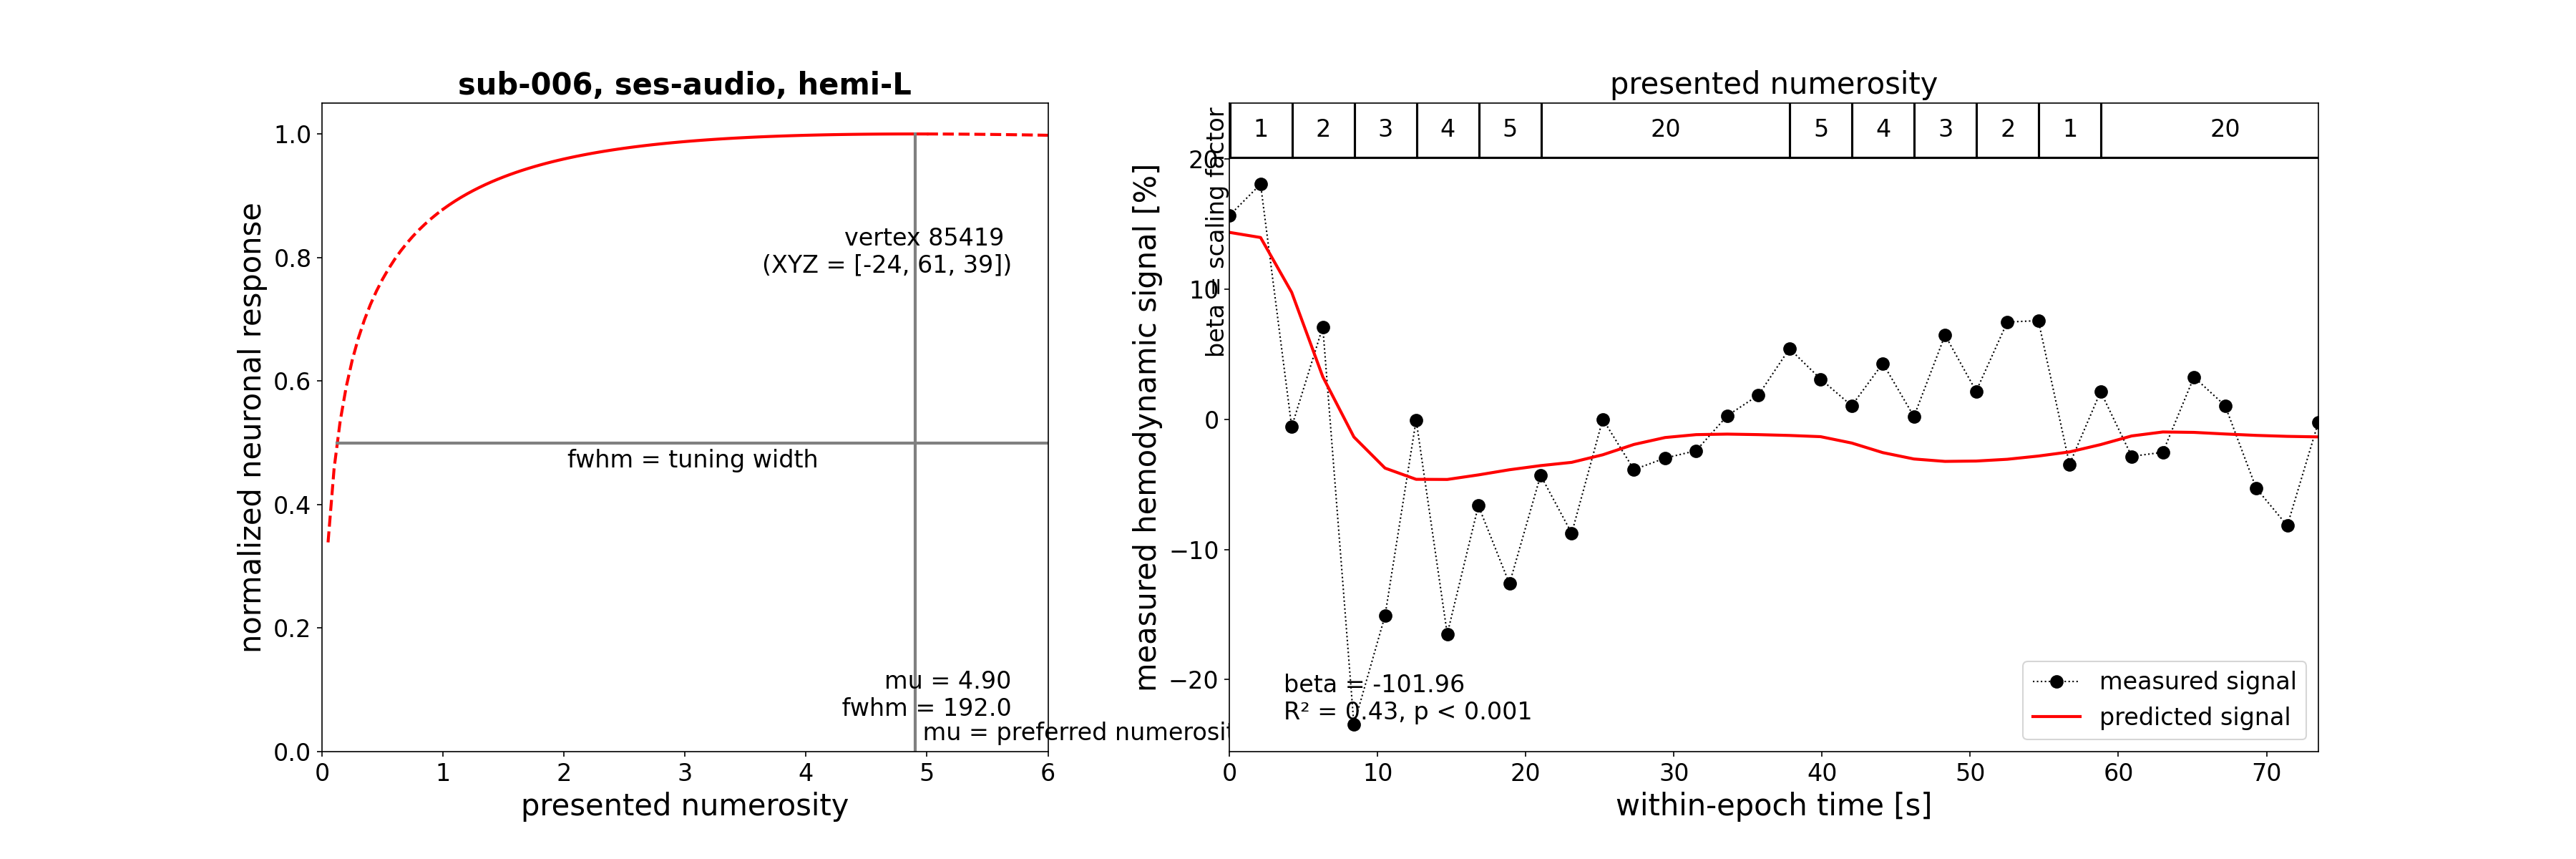 sub-006, ses-audio, hemi-L
normalized neuronal response
1.0
0.8
0.6
0.4
0.2
0.0
vertex 85419
(XYZ = [-24, 61, 39])
fwhm = tuning width
mu = 4.90
fwhm = 192.0
mu = preferred numerosit
0 1 2 3 4 5 6
presented numerosity
presented numerosity
1 2 3 4 5 20 5 4 3 2 1 20
measured hemodynamic signal [%]
beta = scaling factor
20
10
0
−10
−20
beta = -101.96
R² = 0.43, p < 0.001
measured signal
predicted signal
0 10 20 30 40 50 60 70
within-epoch time [s]